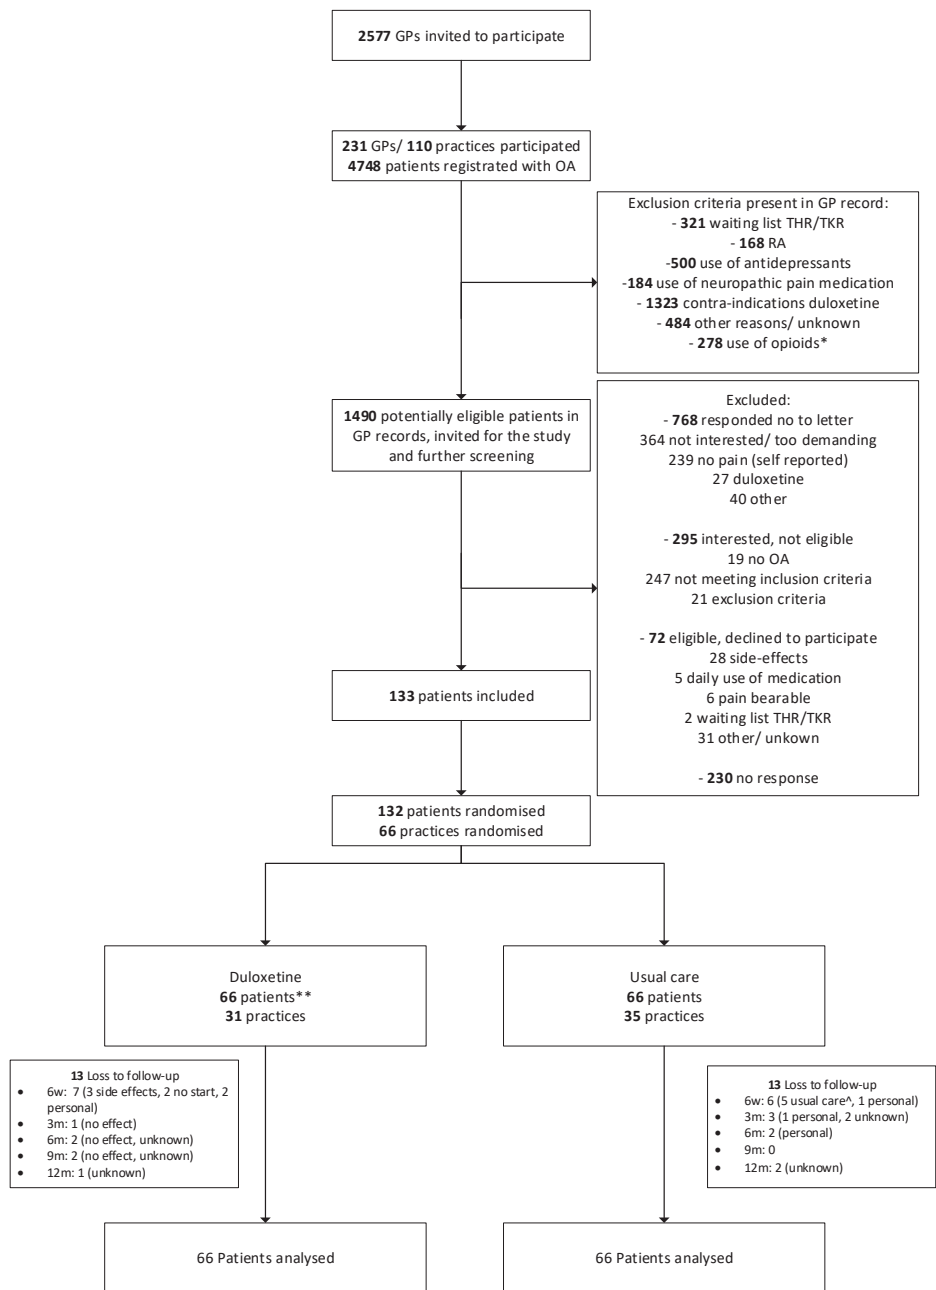 2577 GPs invited to participate
231 GPs/ 110 practices participated
4748 patients registrated with OA
Exclusion criteria present in GP record:
- 321 waiting list THR/TKR
- 168 RA
-500 use of antidepressants
-184 use of neuropathic pain medication
- 1323 contra-indications duloxetine
- 484 other reasons/ unknown
- 278 use of opioids*
1490 potentially eligible patients in
GP records, invited for the study
and further screening
Excluded:
- 768 responded no to letter
364 not interested/ too demanding
239 no pain (self reported)
27 duloxetine
40 other
- 295 interested, not eligible
19 no OA
247 not meeting inclusion criteria
21 exclusion criteria
- 72 eligible, declined to participate
28 side-effects
5 daily use of medication
6 pain bearable
2 waiting list THR/TKR
31 other/ unkown
- 230 no response
133 patients included
132 patients randomised
66 practices randomised
Duloxetine
66 patients**
31 practices
Usual care
66 patients
35 practices
13 Loss to follow-up
• 6w: 7 (3 side effects, 2 no start, 2
personal)
• 3m: 1 (no effect)
• 6m: 2 (no effect, unknown)
• 9m: 2 (no effect, unknown)
• 12m: 1 (unknown)
13 Loss to follow-up
• 6w: 6 (5 usual care^, 1 personal)
• 3m: 3 (1 personal, 2 unknown)
• 6m: 2 (personal)
• 9m: 0
• 12m: 2 (unknown)
66 Patients analysed
66 Patients analysed